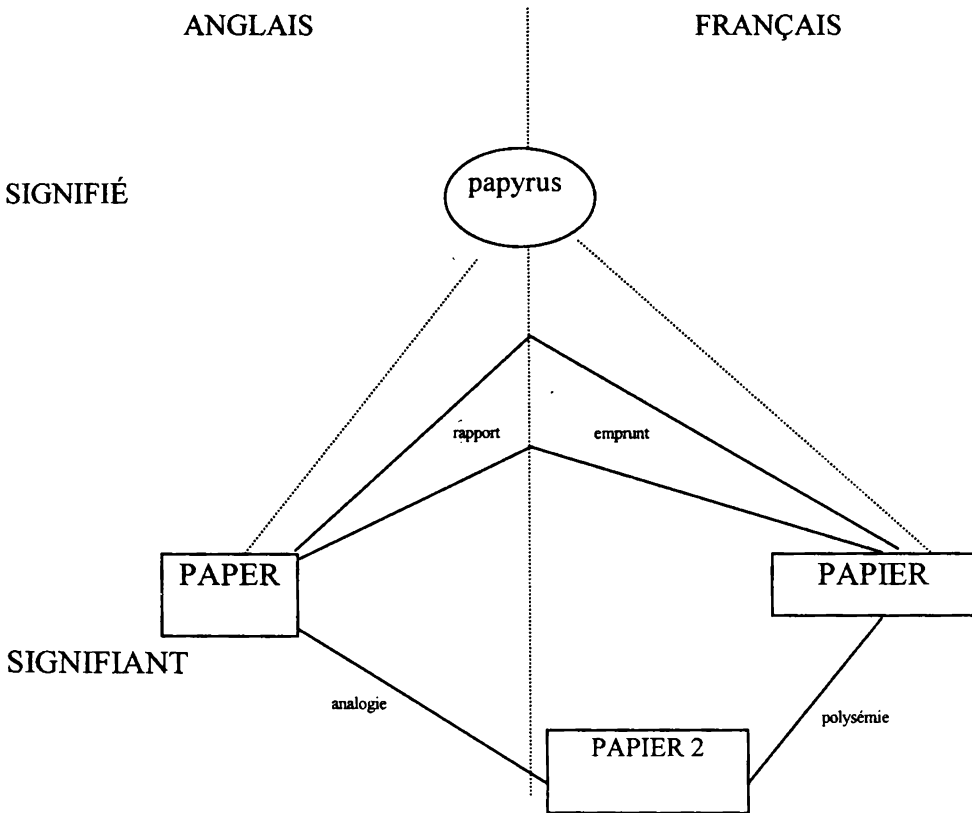 ANGLAIS
FRANÇAIS
papyrus
SIGNIFIÉ
rapport
emprunt
PAPER
PAPIER
SIGNIFIANT
analogie
polysémie
PAPIER 2